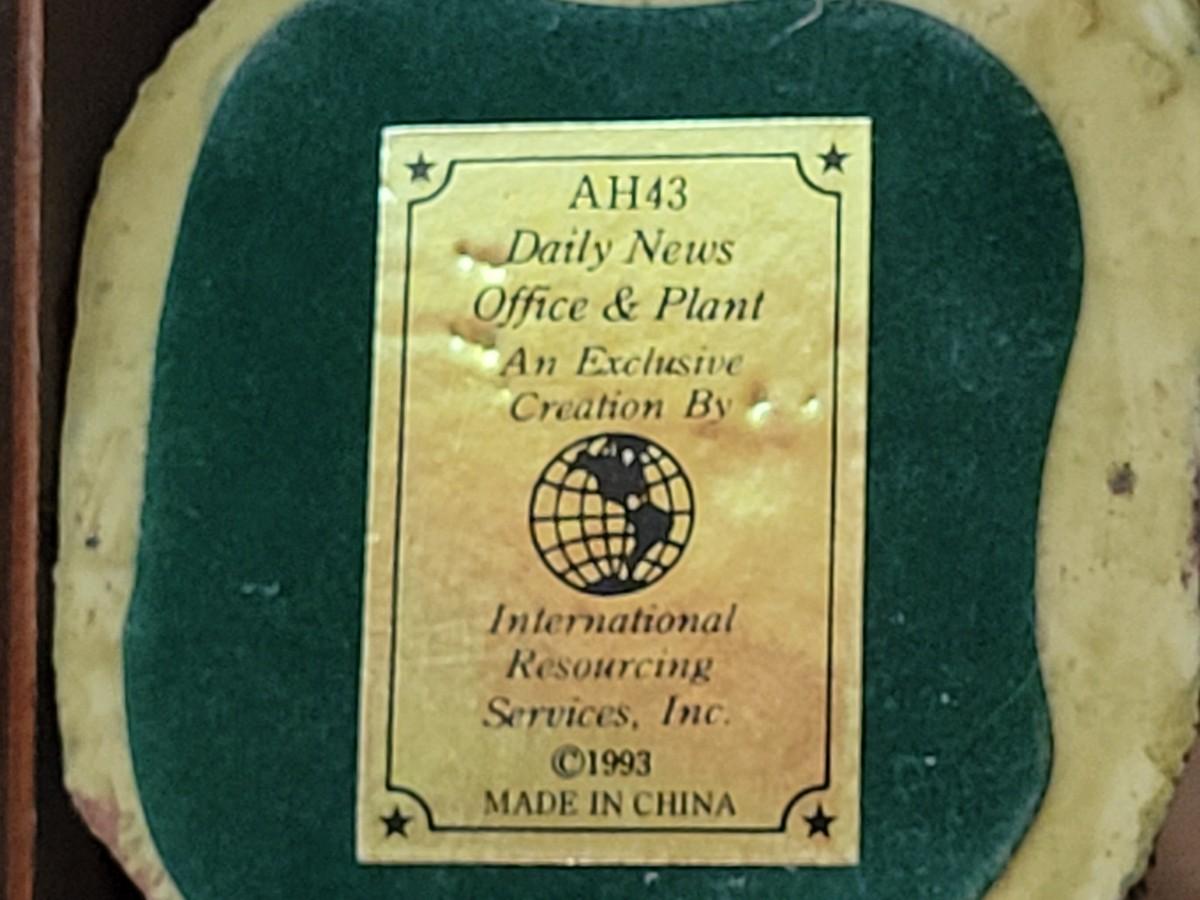 AH43
Daily News
Office & Plant
An Exclusive
Creation By
International
Resourcing
Services, Inc.
©1993
MADE IN CHINA